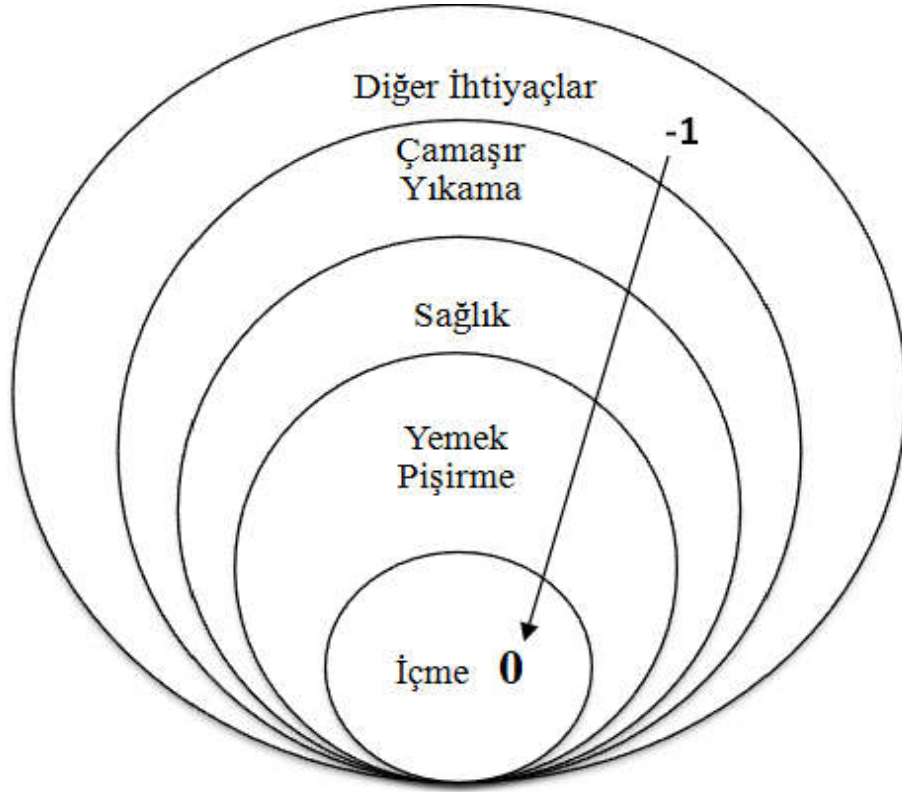 Diğer İhtiyaçlar
-1
Çamaşır
Yıkama
Sağlık
Yemek
Pişirme
İçme 0